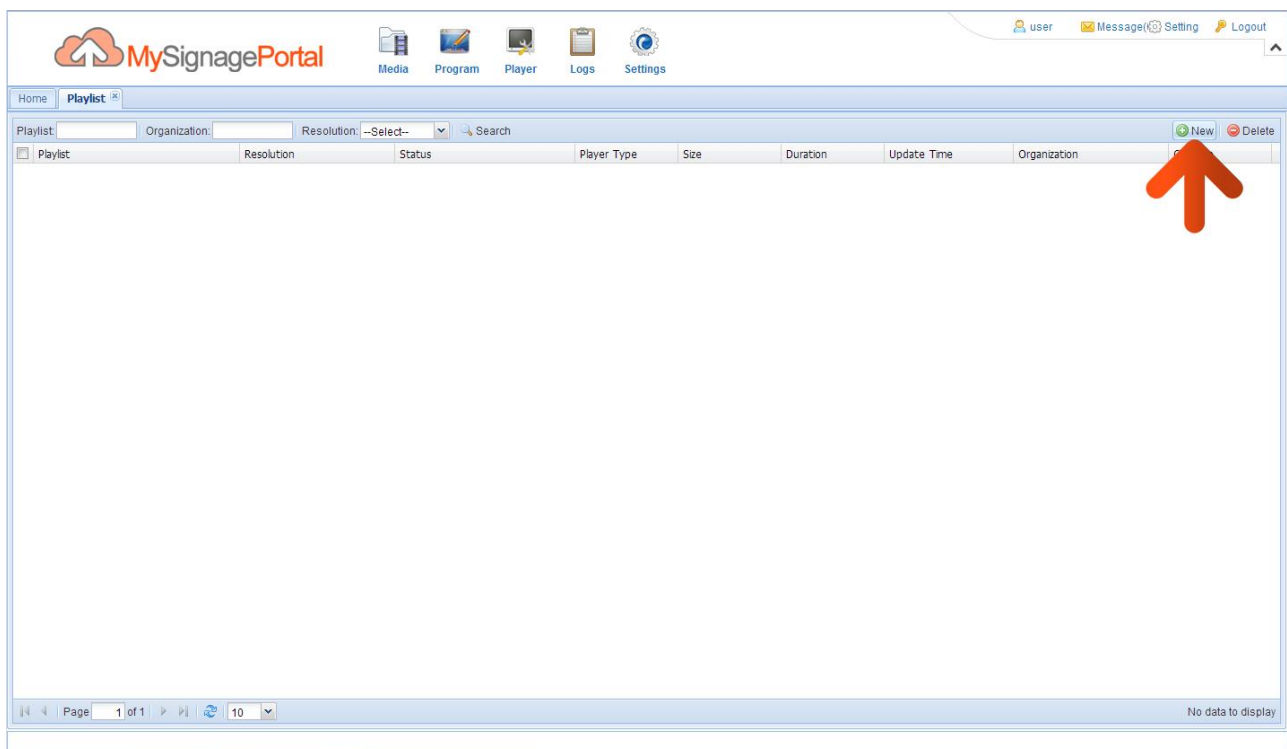 user Message( Setting Logout
MySignagePortal
Media Program Player Logs Settings
Home Playlist
Playlist: Organization: Resolution: --Select-- Search New Delete
Playlist Resolution Status Player Type Size Duration Update Time Organization
Page 1 of 1 10 No data to display